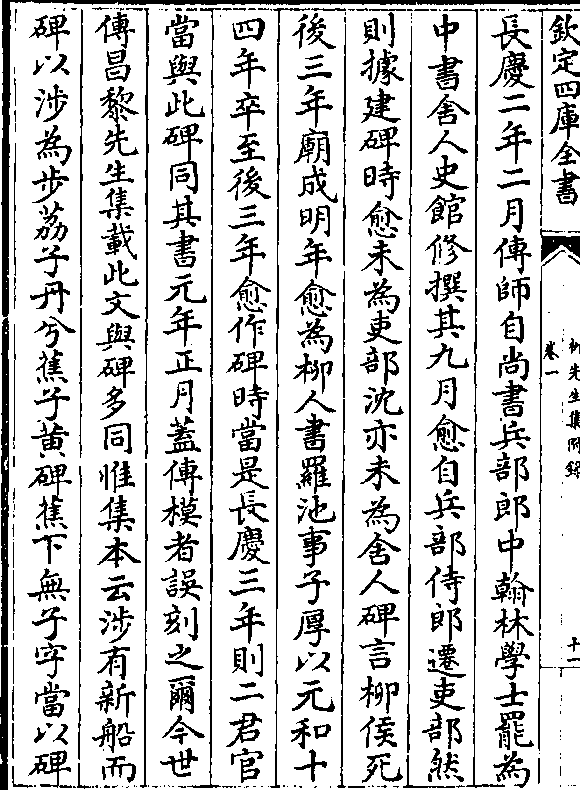 欽定四庫全書
柳先生集附錄
卷一
十一
長慶二年二月傳師自尚書兵部郎中翰林學士罷為
中書舍人史館修撰其九月愈自兵部侍郎遷吏部然
則據建碑時愈未為吏部沈亦未為舍人碑言柳侯死
後三年廟成明年愈為柳人書羅池事子厚以元和十
四年卒至後三年愈作碑時當是長慶三年則二君官
當與此碑同其書元年正月蓋傳模者誤刻之爾今世
傳昌黎先生集載此文與碑多同惟集本云涉有新船而
碑以涉為步荔子丹兮蕉子黃碑蕉下無子字當以碑